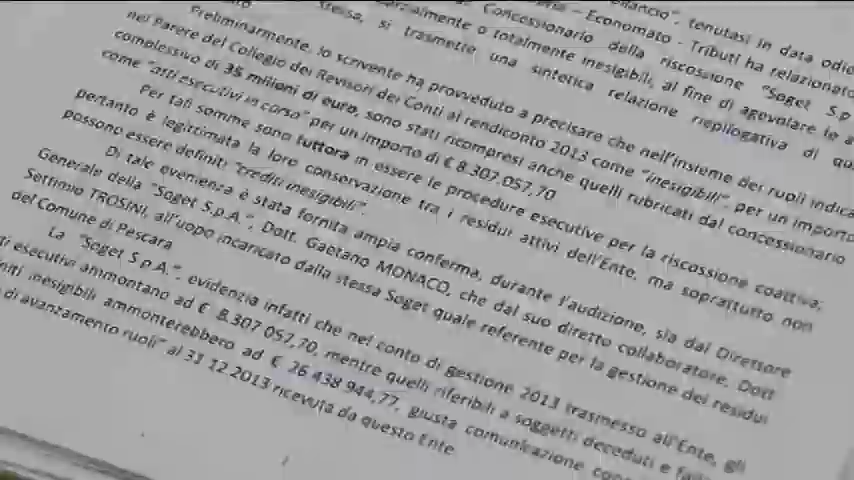 bilancio", tenutasi in data odie
– Economato - Tributi ha relazionato
Concessionario della riscossione "Soget S.p
parzialmente o totalmente inesigibili, al fine di agevolare
stessa, si trasmette una sintetica relazione riepilogativa di
Preliminarmente, lo scrivente ha provveduto a precisare che nell'insieme dei ruoli indica
nel Parere del Collegio dei Revisori dei Conti al rendiconto 2013 come "inesigibili", per un importo
complessivo di 35 milioni di euro, sono stati ricompresi anche quelli rubricati dal concessionario
come "atti esecutivi in corso" per un importo di € 8.307.057,70
Per tali somme sono tuttora in essere le procedure esecutive per la riscossione coattiva;
pertanto è legittimata la loro conservazione tra i residui attivi dell'Ente, ma soprattutto non
possono essere definiti "crediti inesigibili".
Di tale evenienza è stata fornita ampia conferma, durante l'audizione, sia dal Direttore
Generale della "Soget S.p.A.", Dott. Gaetano MONACO, che dal suo diretto collaboratore, Dott
Settimio TROSINI, all'uopo incaricato dalla stessa Soget quale referente per la gestione dei residui
del Comune di Pescara
La "Soget S.p.A.", evidenzia infatti che nel conto di gestione 2013 trasmesso all'Ente, gli
ti esecutivi ammontano ad € 8.307.057,70, mentre quelli riferibili a soggetti deceduti e
inesigibili ammonterebbero ad € 26.438.944,77, giusta comunicazione
di avanzamento ruoli" al 31.12.2013 ricevuta da questo Ente